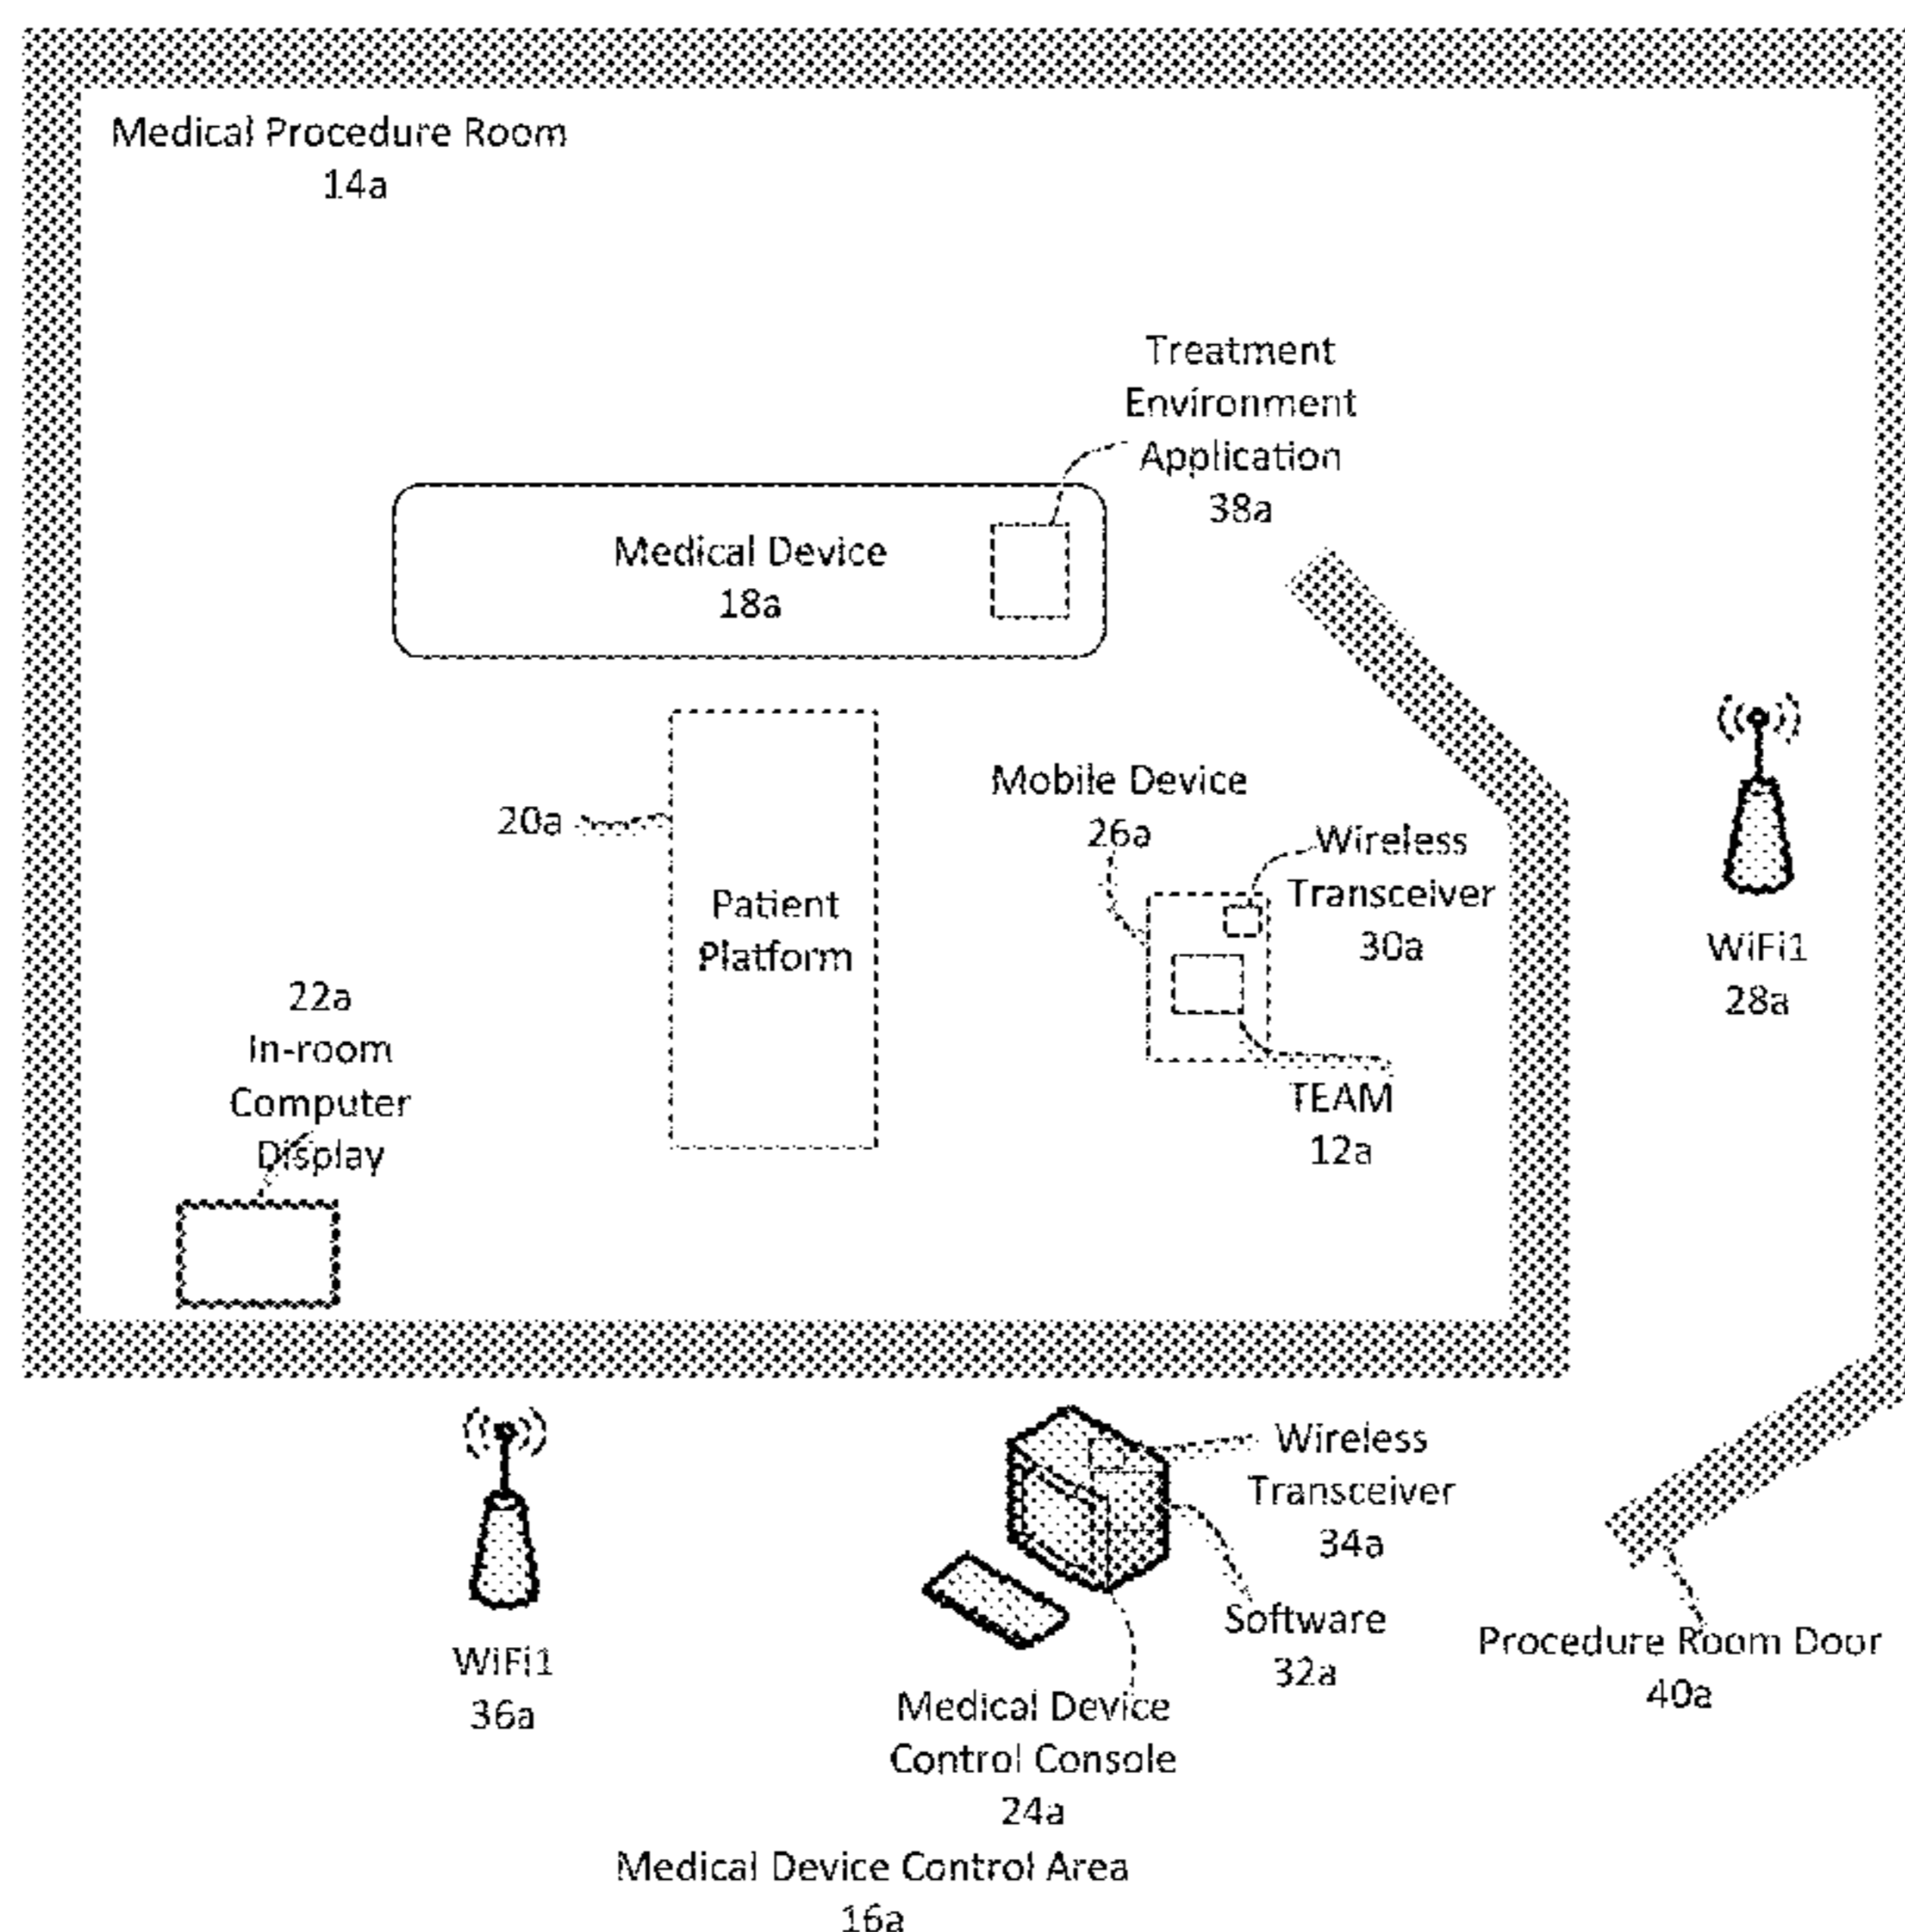 Medical Procedure Room
14a
Treatment
Environment
Application
38a
Medical Device
18a
Mobile Device
26a
20a
Wireless
Transceiver
30a
Patient
Platform
WiFi1
28a
22a
In-room
Computer
Display
TEAM
12a
Wireless
Transceiver
34a
Software
32a
Procedure Room Door
40a
WiFi1
36a
Medical Device
Control Console
24a
Medical Device Control Area
16a